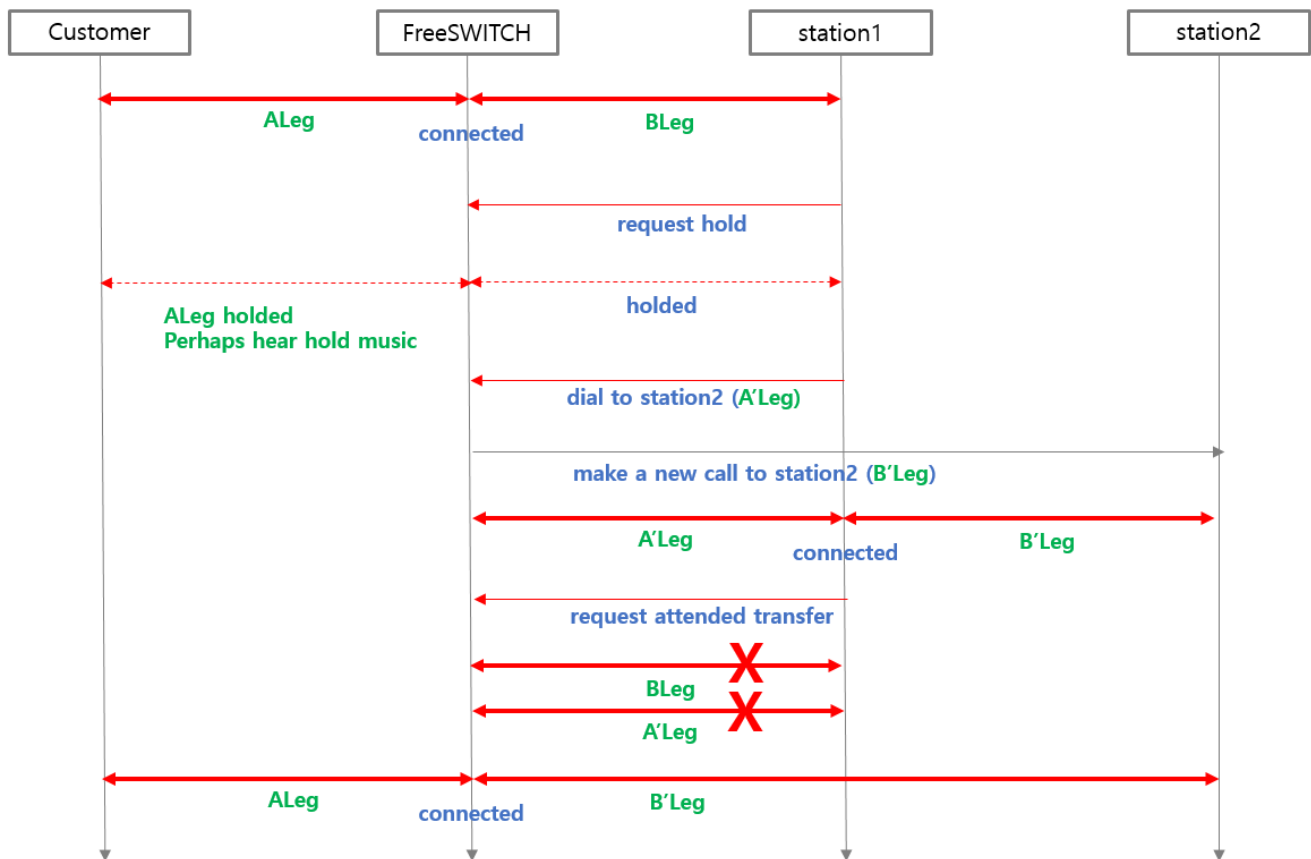 Customer
FreeSWITCH
station1
station2
ALeg
BLeg
connected
request hold
holded
ALeg holded
Perhaps hear hold music
dial to station2 (A'Leg)
make a new call to station2 (B'Leg)
A'Leg
B'Leg
connected
request attended transfer
X
BLeg
X
A'Leg
ALeg
B'Leg
connected